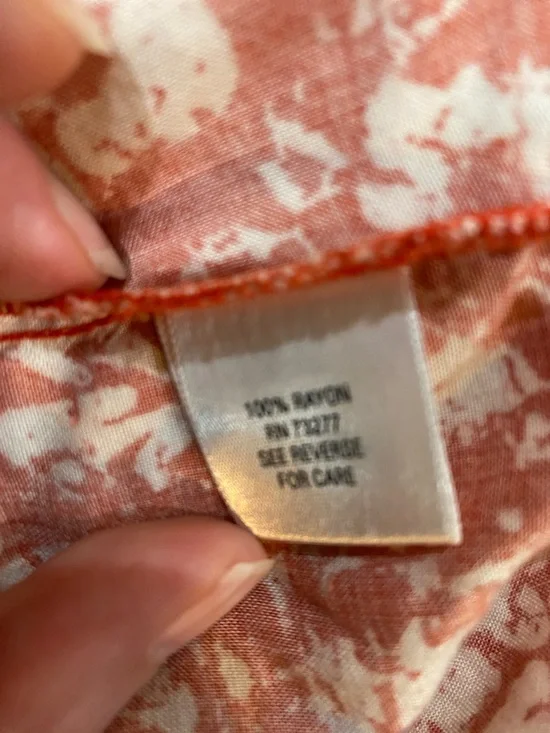 100% RAYON
RN 73277
SEE REVERSE
FOR CARE